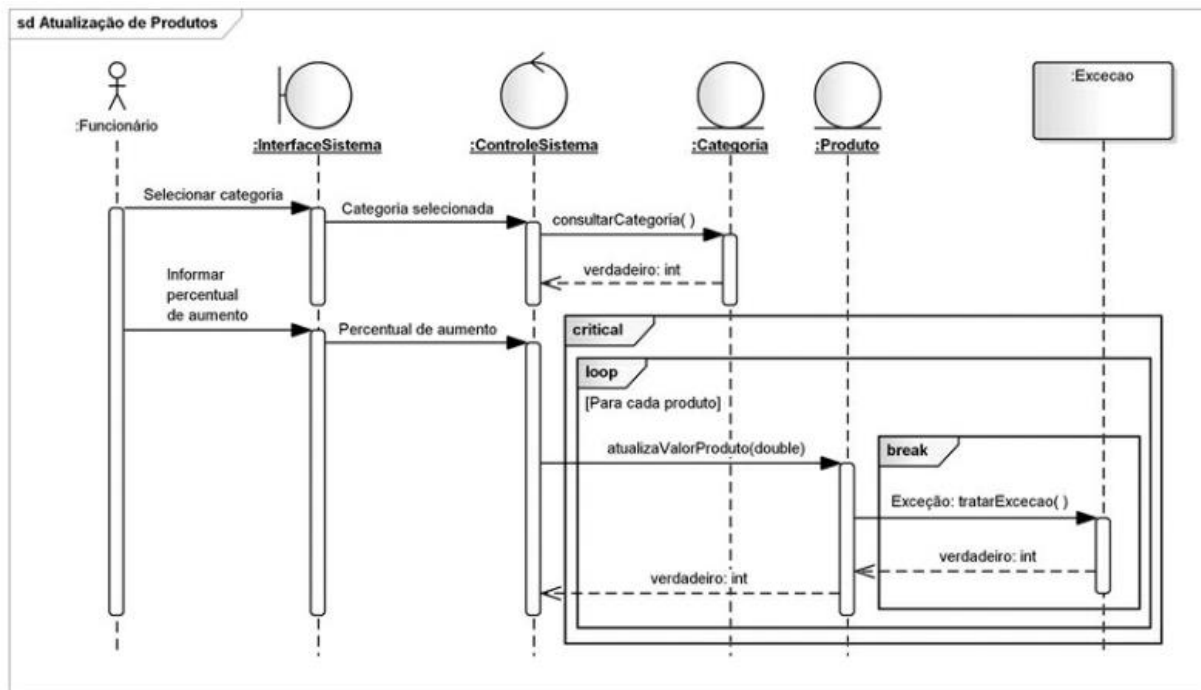 sd Atualização de Produtos
:Funcionário
:InterfaceSistema
:ControleSistema
:Categoria
:Produto
:Excecao
Selecionar categoria
Categoria selecionada
consultarCategoria( )
verdadeiro: int
Informar
percentual
de aumento
Percentual de aumento
critical
loop
[Para cada produto]
atualizaValorProduto(double)
break
Exceção: tratarExcecao( )
verdadeiro: int
verdadeiro: int